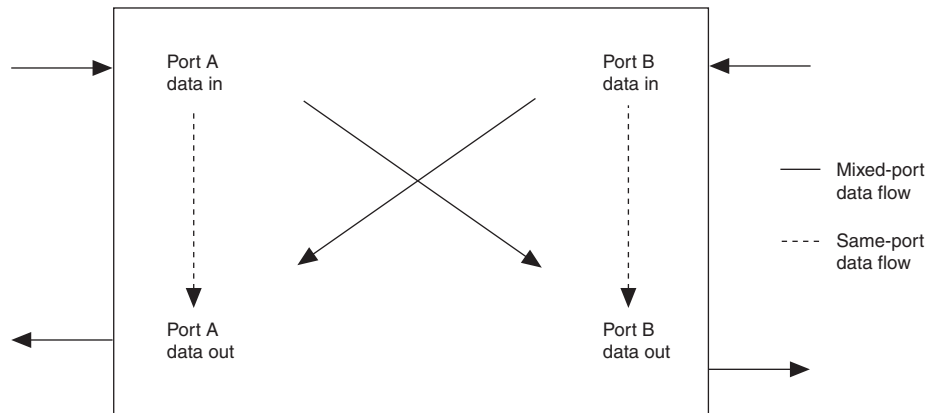 Port A
data in
Port B
data in
Mixed-port
data flow
Same-port
data flow
Port A
data out
Port B
data out